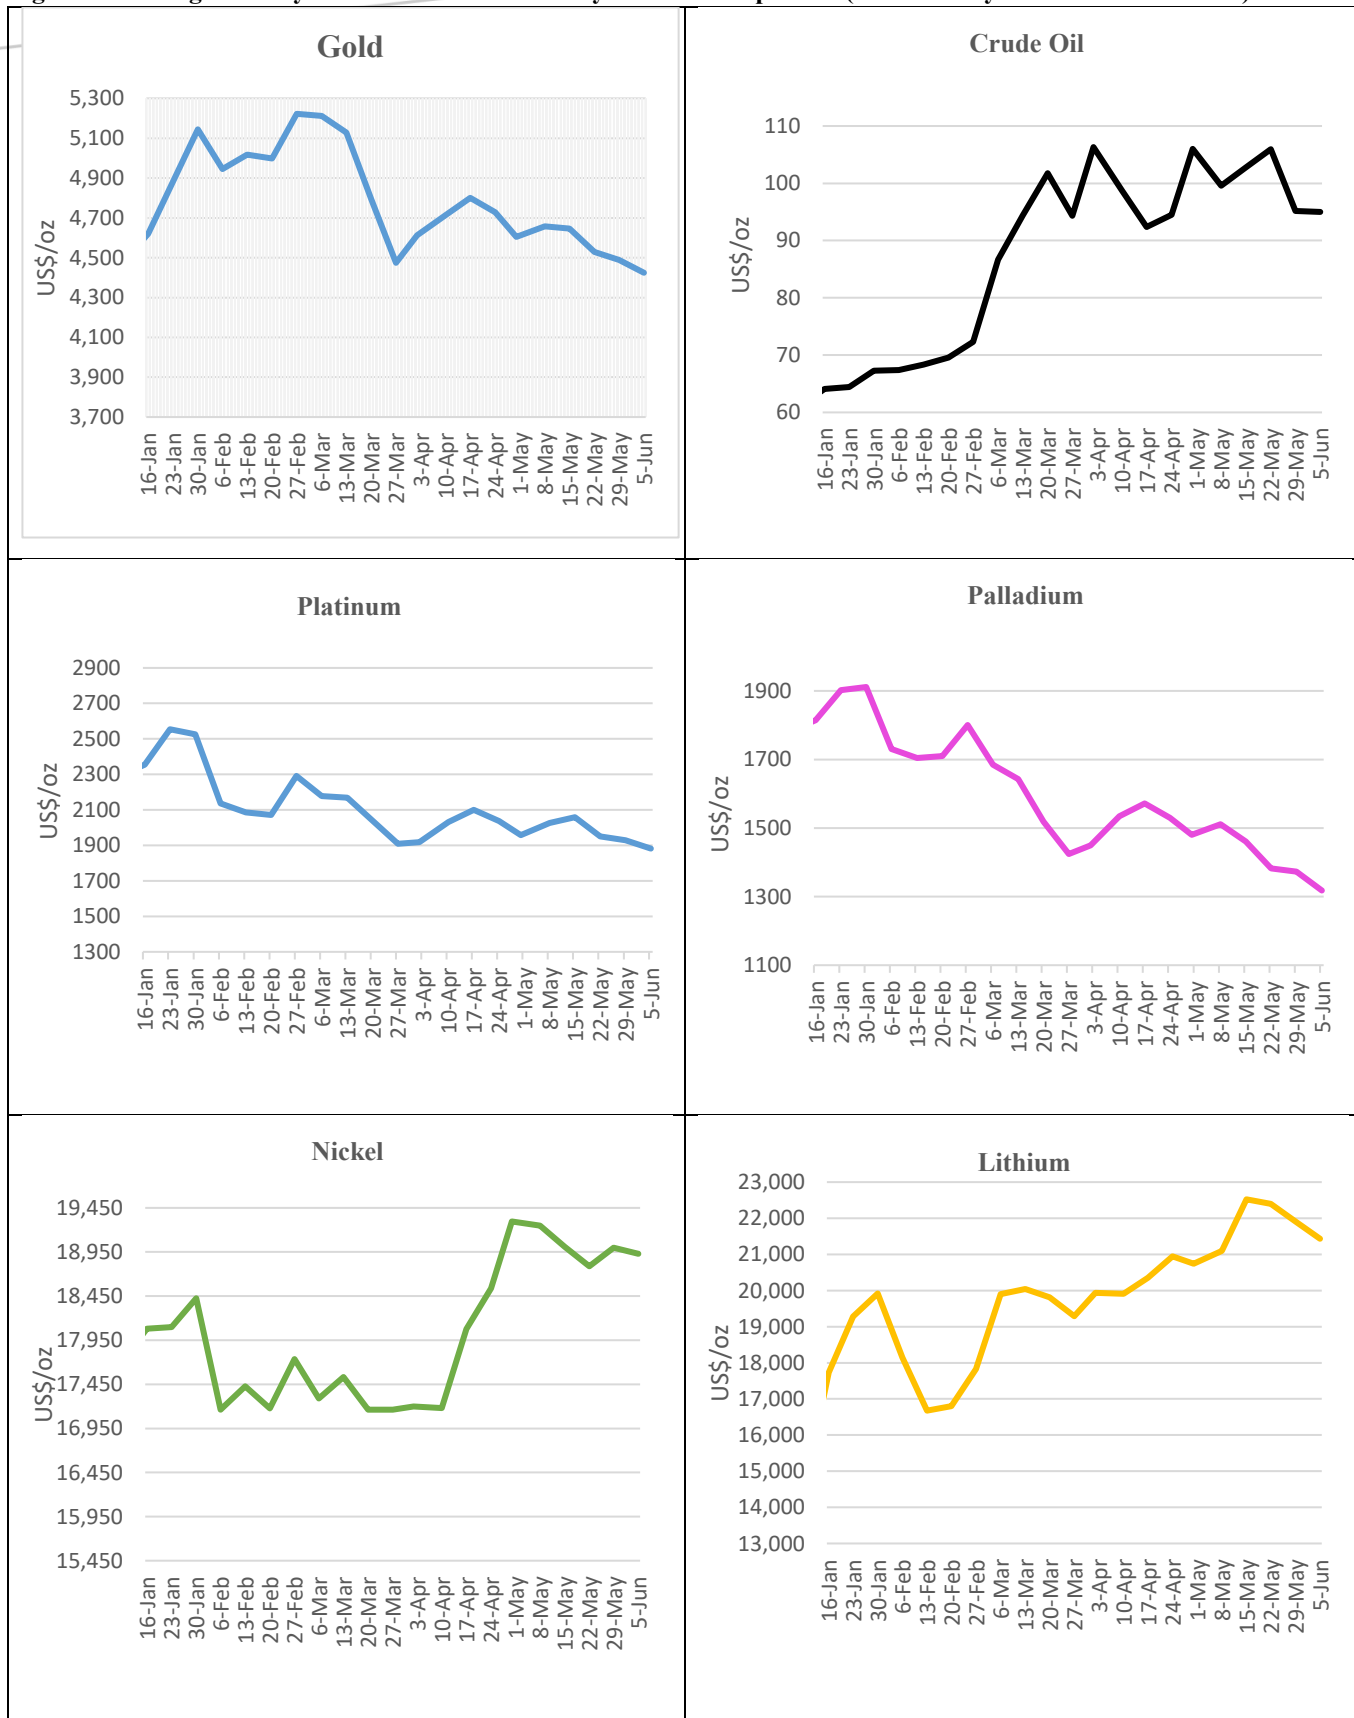 Gold
5,300
5,100
4,900
4,700
4,500
4,300
4,100
3,900
3,700
US$/oz
16-Jan
23-Jan
30-Jan
6-Feb
13-Feb
20-Feb
27-Feb
6-Mar
13-Mar
20-Mar
27-Mar
3-Apr
10-Apr
17-Apr
24-Apr
1-May
8-May
15-May
22-May
29-May
5-Jun
Crude Oil
110
100
90
80
70
60
US$/oz
16-Jan
23-Jan
30-Jan
6-Feb
13-Feb
20-Feb
27-Feb
6-Mar
13-Mar
20-Mar
27-Mar
3-Apr
10-Apr
17-Apr
24-Apr
1-May
8-May
15-May
22-May
29-May
5-Jun
Platinum
2900
2700
2500
2300
2100
1900
1700
1500
1300
US$/oz
16-Jan
23-Jan
30-Jan
6-Feb
13-Feb
20-Feb
27-Feb
6-Mar
13-Mar
20-Mar
27-Mar
3-Apr
10-Apr
17-Apr
24-Apr
1-May
8-May
15-May
22-May
29-May
5-Jun
Palladium
1900
1700
1500
1300
1100
US$/oz
16-Jan
23-Jan
30-Jan
6-Feb
13-Feb
20-Feb
27-Feb
6-Mar
13-Mar
20-Mar
27-Mar
3-Apr
10-Apr
17-Apr
24-Apr
1-May
8-May
15-May
22-May
29-May
5-Jun
Nickel
19,450
18,950
18,450
17,950
17,450
16,950
16,450
15,950
15,450
US$/oz
16-Jan
23-Jan
30-Jan
6-Feb
13-Feb
20-Feb
27-Feb
6-Mar
13-Mar
20-Mar
27-Mar
3-Apr
10-Apr
17-Apr
24-Apr
1-May
8-May
15-May
22-May
29-May
5-Jun
Lithium
23,000
22,000
21,000
20,000
19,000
18,000
17,000
16,000
15,000
14,000
13,000
US$/oz
16-Jan
23-Jan
30-Jan
6-Feb
13-Feb
20-Feb
27-Feb
6-Mar
13-Mar
20-Mar
27-Mar
3-Apr
10-Apr
17-Apr
24-Apr
1-May
8-May
15-May
22-May
29-May
5-Jun